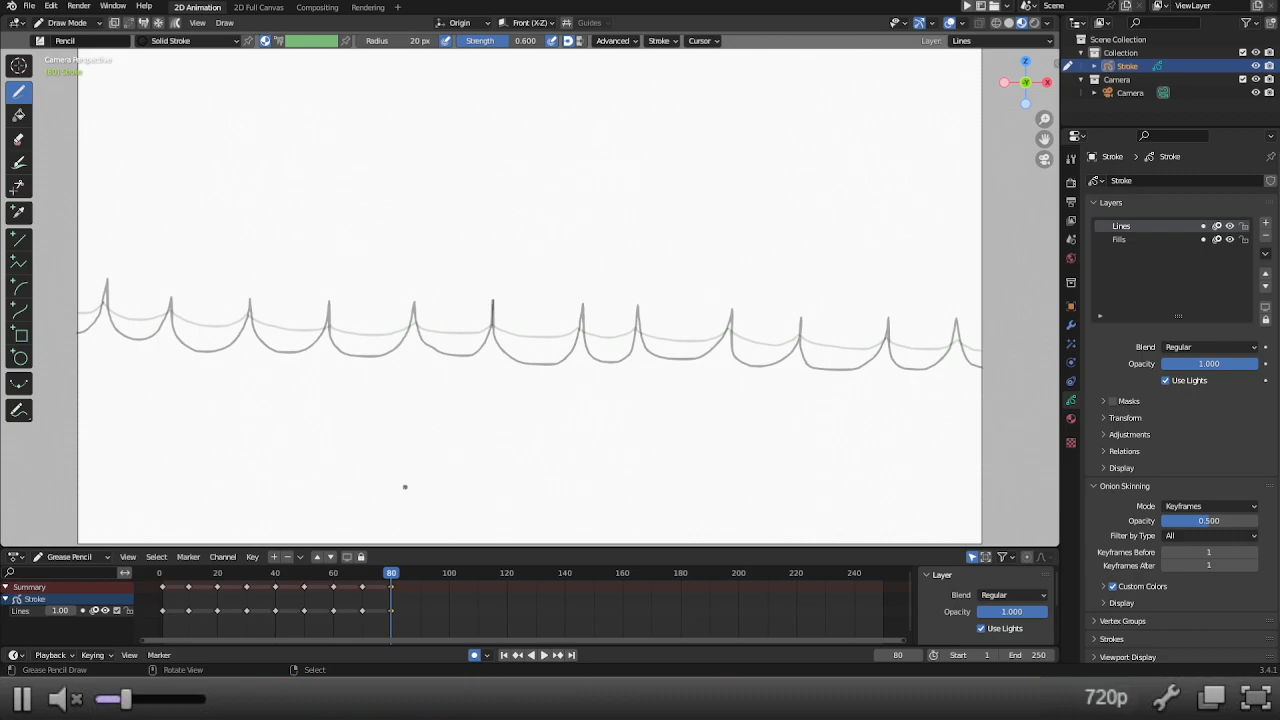 File Edit Render Window Help 2D Animation 2D Full Canvas Compositing Rendering + Scene ViewLayer
Draw Mode View Draw Origin Front (X-Z) Guides
Pencil Solid Stroke Radius 20 px Strength 0.600 Advanced Stroke Cursor Layer: Lines
Camera Perspective
(80) Stroke
Z
-Y
X
Scene Collection
Collection
Stroke
Camera
Camera
Stroke Stroke
Stroke
Layers
Lines
Fills
Blend Regular
Opacity 1.000
Use Lights
Masks
Transform
Adjustments
Relations
Display
Onion Skinning
Mode Keyframes
Opacity 0.500
Filter by Type All
Keyframes Before 1
Keyframes After 1
Custom Colors
Display
Vertex Groups
Strokes
Viewport Display
Grease Pencil View Select Marker Channel Key
0 20 40 60 80 100 120 140 160 180 200 220 240
Summary
Stroke
Lines 1.00
Layer
Blend Regular
Opacity 1.000
Use Lights
Playback Keying View Marker 80 Start 1 End 250
Grease Pencil Draw Rotate View Select 3.4.1
720p